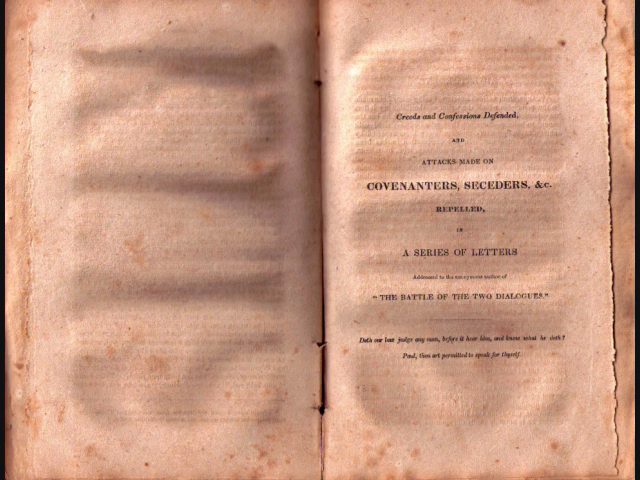 Creeds and Confessions Defended,
AND
ATTACKS MADE ON
COVENANTERS, SECEDERS, &c.
REPELLED,
IN
A SERIES OF LETTERS
Addressed to the anonymous author of
"THE BATTLE OF THE TWO DIALOGUES."
Doth our law judge any man, before it hear him, and know what he doth?
Paul, thou art permitted to speak for thyself.